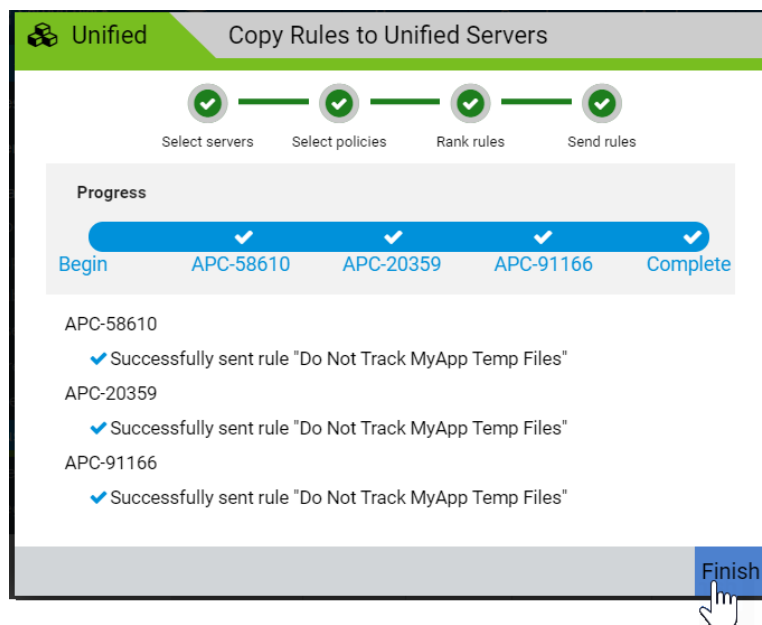 Unified
Copy Rules to Unified Servers
Select servers
Select policies
Rank rules
Send rules
Progress
Begin
APC-58610
APC-20359
APC-91166
Complete
APC-58610
Successfully sent rule "Do Not Track MyApp Temp Files"
APC-20359
Successfully sent rule "Do Not Track MyApp Temp Files"
APC-91166
Successfully sent rule "Do Not Track MyApp Temp Files"
Finish